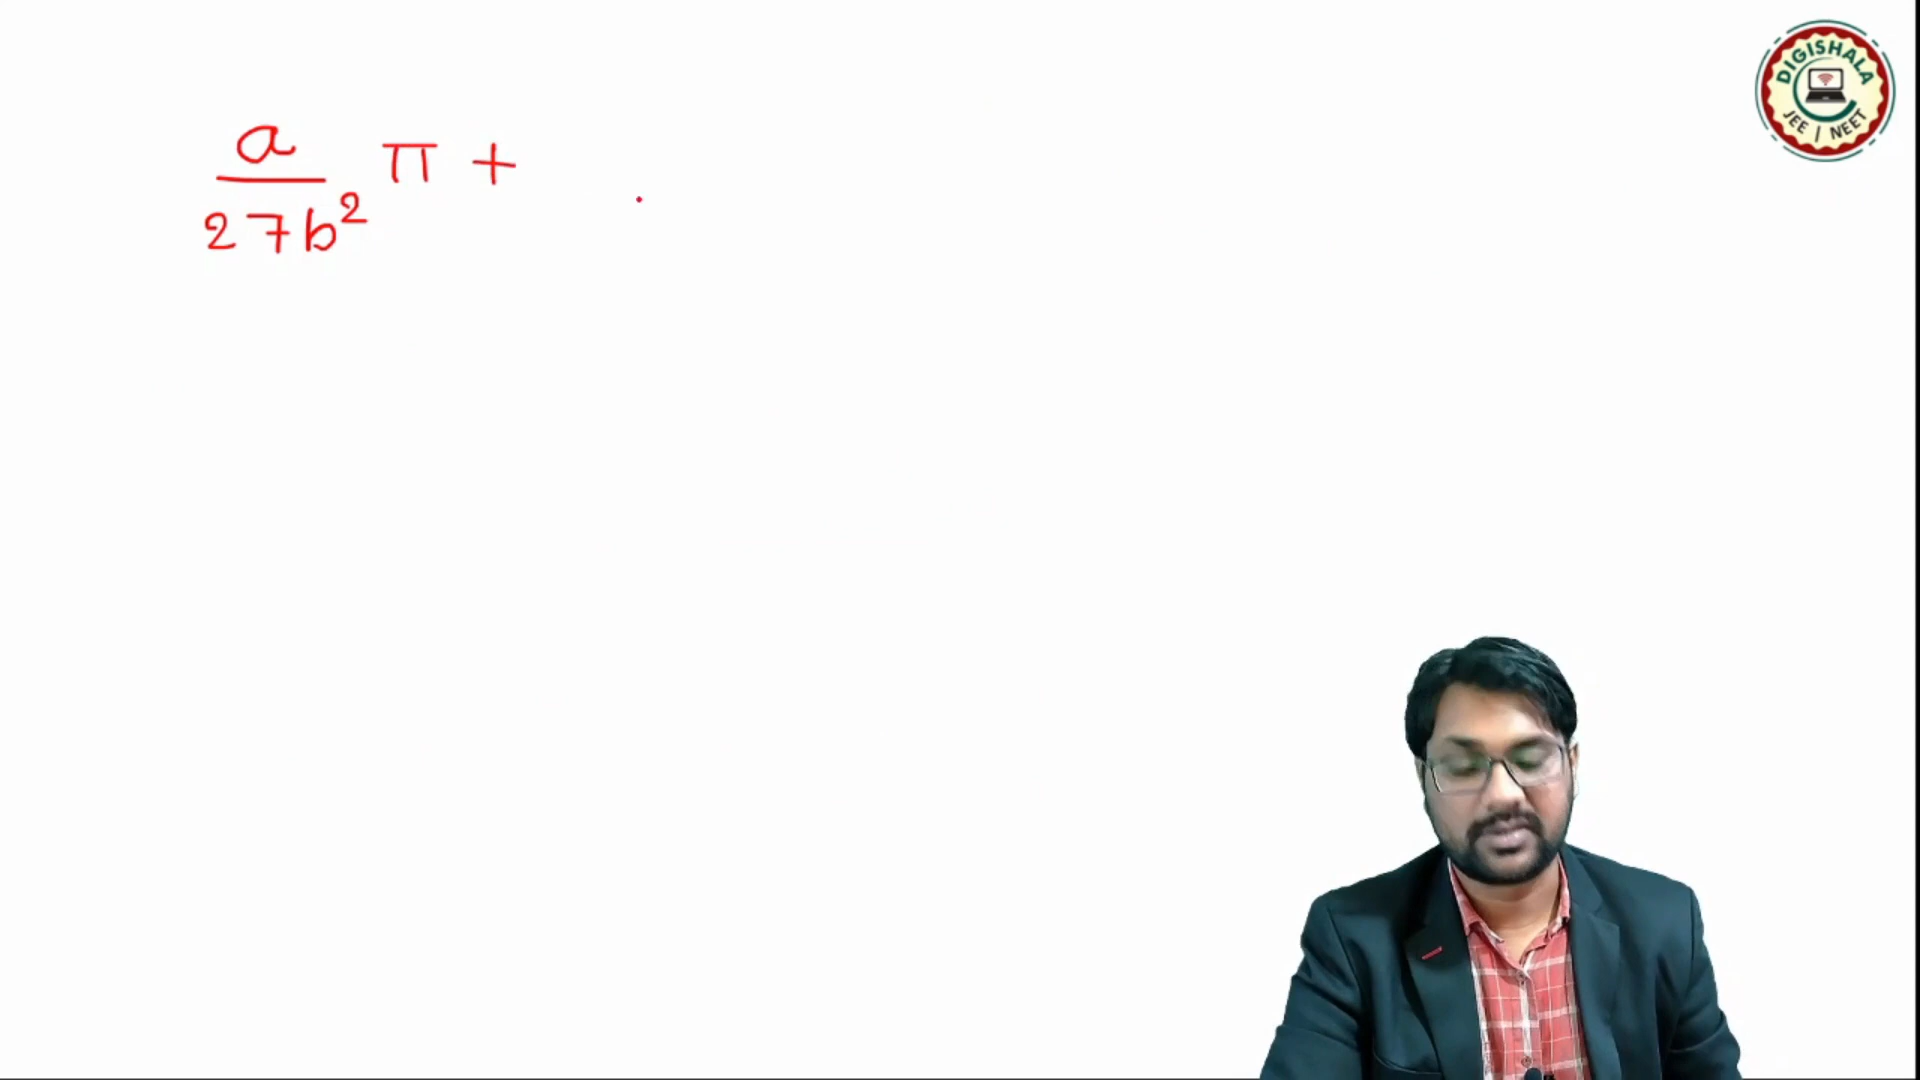 a/27b² π +
DIGISHALA
JEE | NEET